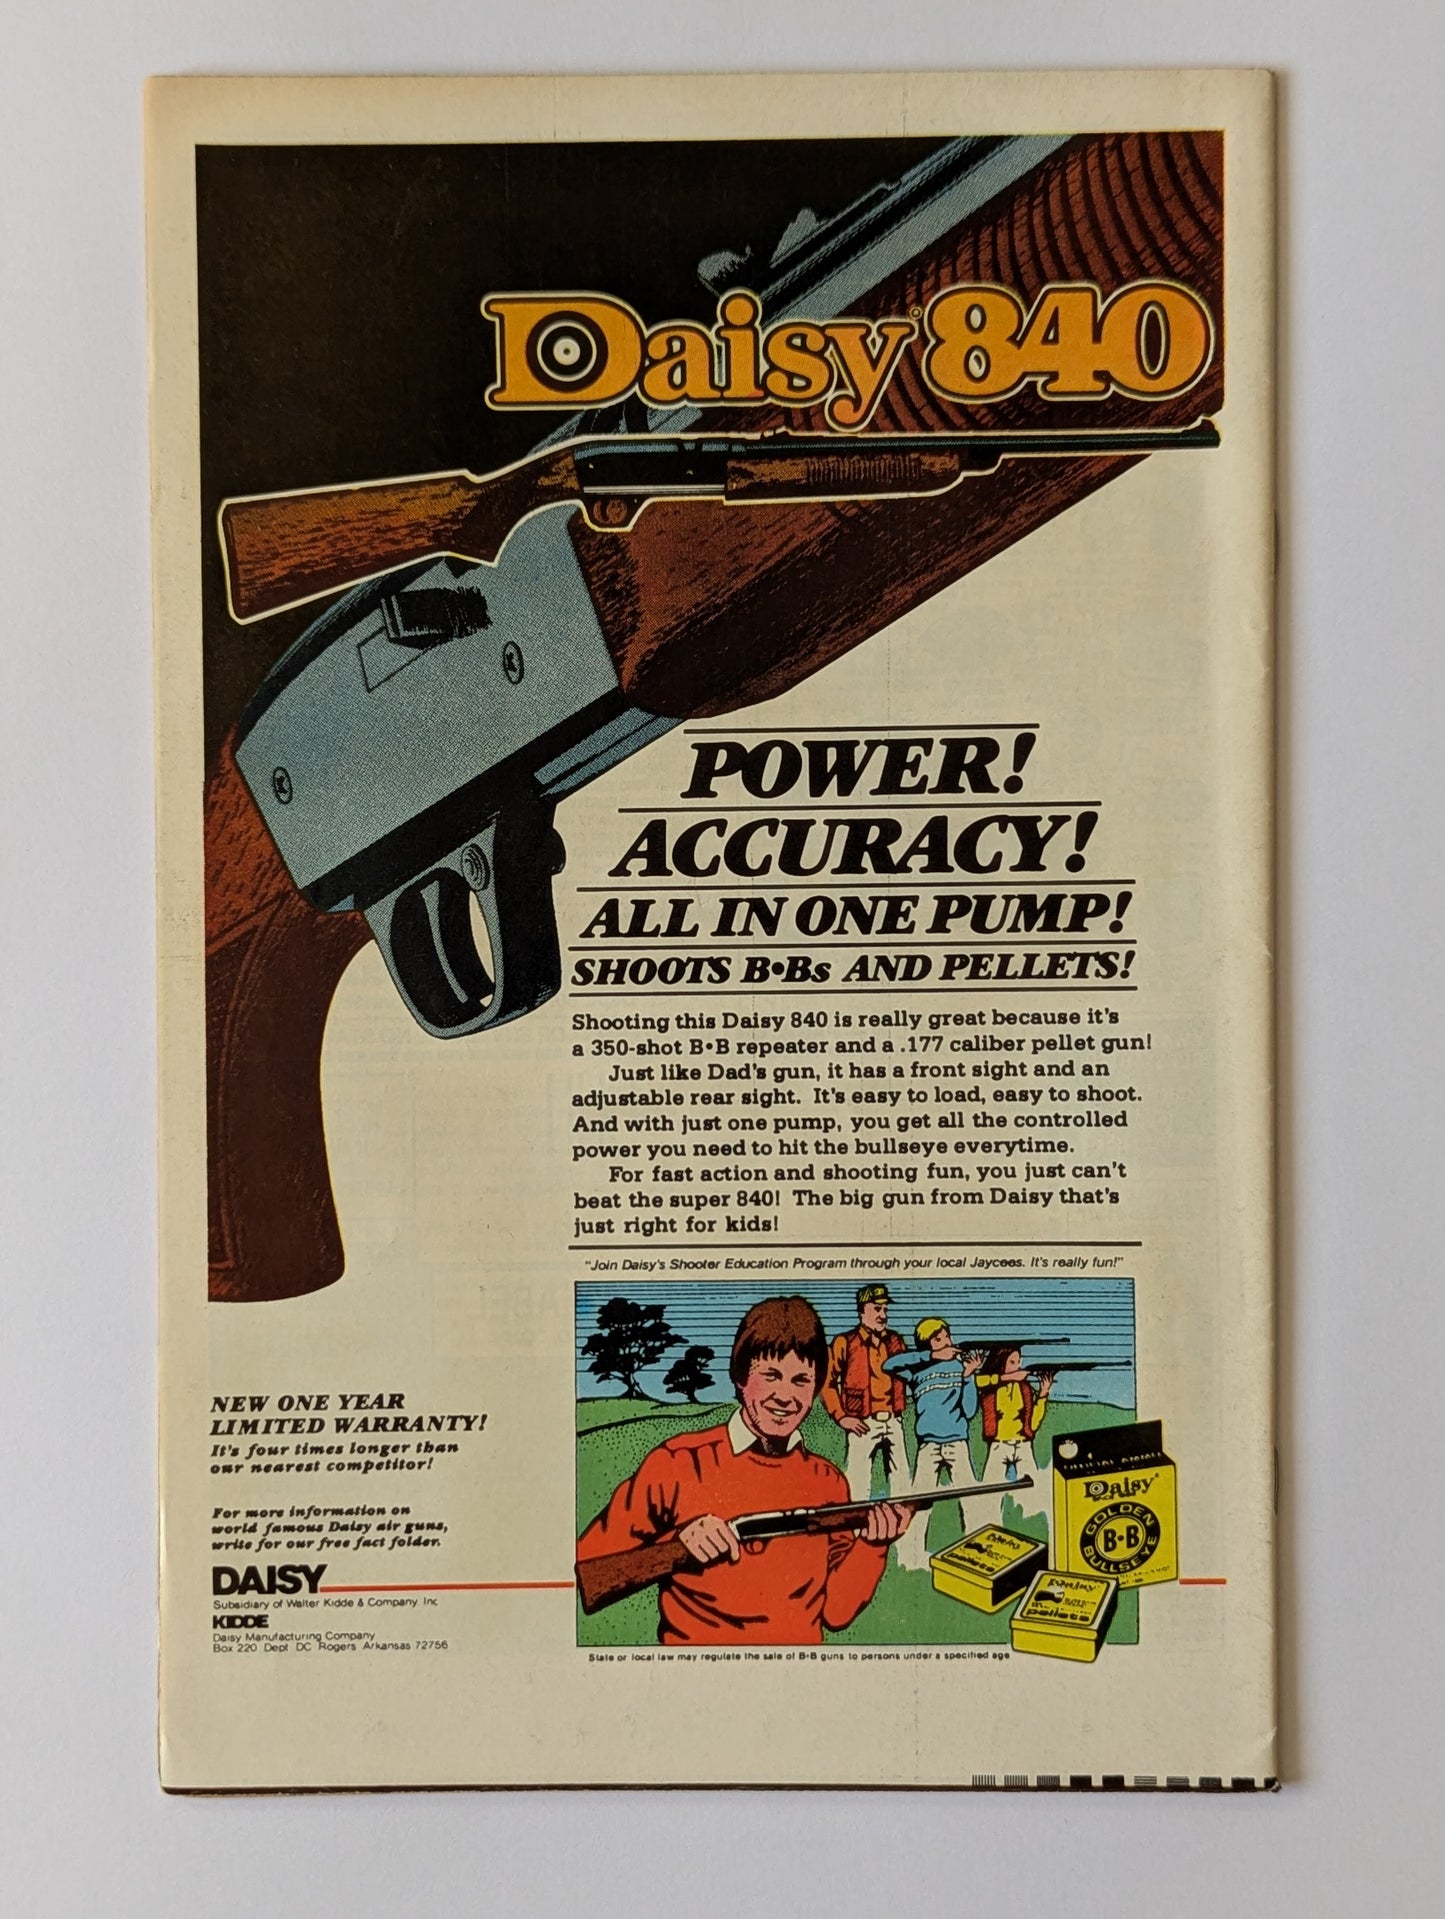 Daisy® 840
POWER!
ACCURACY!
ALL IN ONE PUMP!
SHOOTS B•Bs AND PELLETS!
Shooting this Daisy 840 is really great because it's
a 350-shot B•B repeater and a .177 caliber pellet gun!
Just like Dad's gun, it has a front sight and an
adjustable rear sight. It's easy to load, easy to shoot.
And with just one pump, you get all the controlled
power you need to hit the bullseye everytime.
For fast action and shooting fun, you just can't
beat the super 840! The big gun from Daisy that's
just right for kids!
"Join Daisy's Shooter Education Program through your local Jaycees. It's really fun!"
NEW ONE YEAR
LIMITED WARRANTY!
It's four times longer than
our nearest competitor!
For more information on
world famous Daisy air guns,
write for our free fact folder.
DAISY
Subsidiary of Walter Kidde & Company Inc
KIDDE
Daisy Manufacturing Company
Box 220 Dept DC Rogers Arkansas 72756
Daisy®
GOLDEN
B•B
BULLSEYE
pellets
Daisy
pellets
State or local law may regulate the sale of B•B guns to persons under a specified age